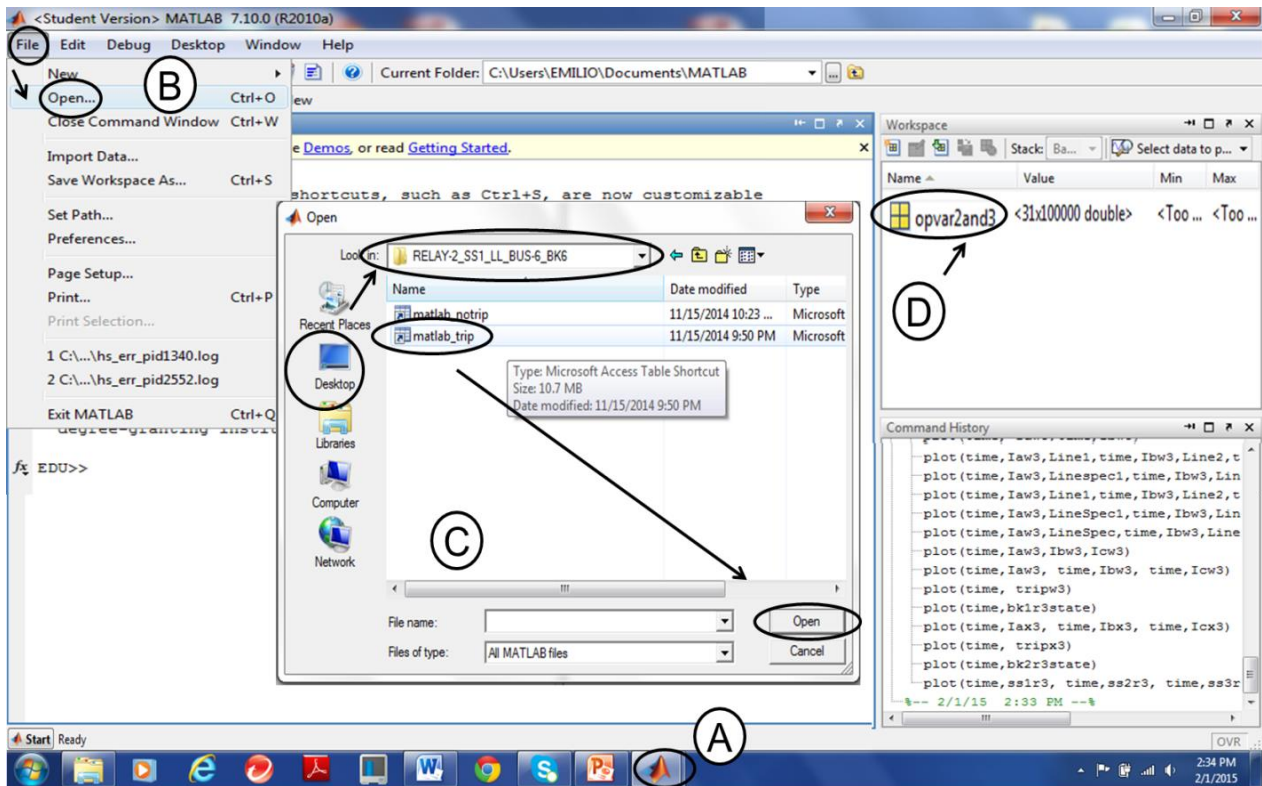 <Student Version> MATLAB 7.10.0 (R2010a)
File Edit Debug Desktop Window Help
New
B
Open... Ctrl+O
Close Command Window Ctrl+W
Import Data...
Save Workspace As... Ctrl+S
Set Path...
Preferences...
Page Setup...
Print... Ctrl+P
Print Selection...
1 C:\...\hs_err_pid1340.log
2 C:\...\hs_err_pid2552.log
Exit MATLAB Ctrl+Q
Current Folder: C:\Users\EMILIO\Documents\MATLAB
ew
e Demos, or read Getting Started.
shortcuts, such as Ctrl+S, are now customizable
degree-granting instit
fx EDU>>
Open
Look in: RELAY-2_SS1_LL_BUS-6_BK6
Name Date modified Type
matlab_notrip 11/15/2014 10:23 ... Microsoft
matlab_trip 11/15/2014 9:50 PM Microsoft
Type: Microsoft Access Table Shortcut
Size: 10.7 MB
Date modified: 11/15/2014 9:50 PM
Recent Places
Desktop
Libraries
Computer
Network
C
File name: Open
Files of type: All MATLAB files Cancel
Workspace
Stack: Ba... Select data to p...
Name Value Min Max
opvar2and3 <31x100000 double> <Too ... <Too ...
D
Command History
plot(time,Iaw3,Line1,time,Ibw3,Line2,t
plot(time,Iaw3,Linespec1,time,Ibw3,Lin
plot(time,Iaw3,Line1,time,Ibw3,Line2,t
plot(time,Iaw3,LineSpec1,time,Ibw3,Lin
plot(time,Iaw3,LineSpec,time,Ibw3,Line
plot(time,Iaw3,Ibw3,Icw3)
plot(time,Iaw3, time,Ibw3, time,Icw3)
plot(time, tripw3)
plot(time,bk1r3state)
plot(time,Iax3, time,Ibx3, time,Icx3)
plot(time, tripx3)
plot(time,bk2r3state)
plot(time,ss1r3, time,ss2r3, time,ss3r
%-- 2/1/15 2:33 PM --%
A
Start Ready
OVR
2:34 PM
2/1/2015